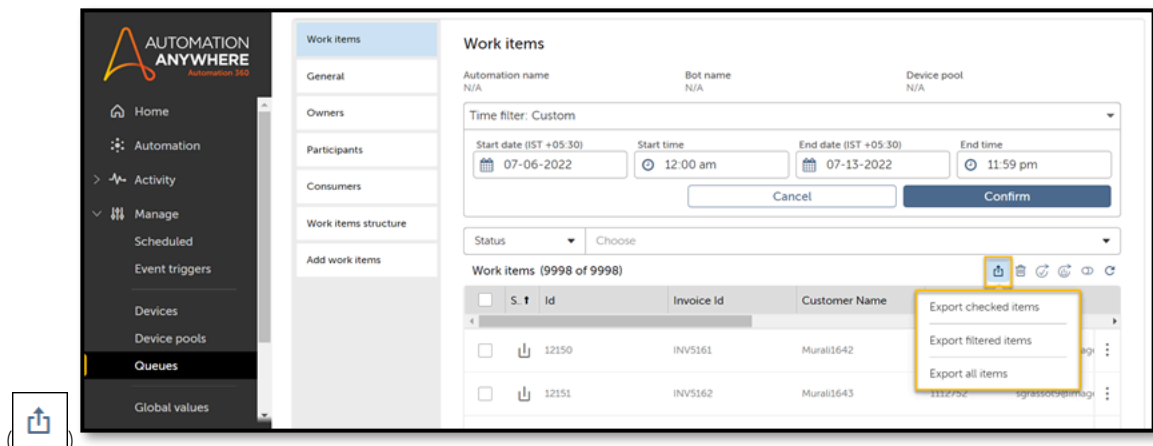 AUTOMATION
ANYWHERE
Automation 360
Home
Automation
Activity
Manage
Scheduled
Event triggers
Devices
Device pools
Queues
Global values
Work items
General
Owners
Participants
Consumers
Work items structure
Add work items
Work items
Automation name Bot name Device pool
N/A N/A N/A
Time filter: Custom
Start date (IST +05:30) Start time End date (IST +05:30) End time
07-06-2022 12:00 am 07-13-2022 11:59 pm
Cancel Confirm
Status Choose
Work items (9998 of 9998)
S.. Id Invoice Id Customer Name
Export checked items
Export filtered items
Export all items
12150 INV5161 Murali1642
12151 INV5162 Murali1643 1112752
( )